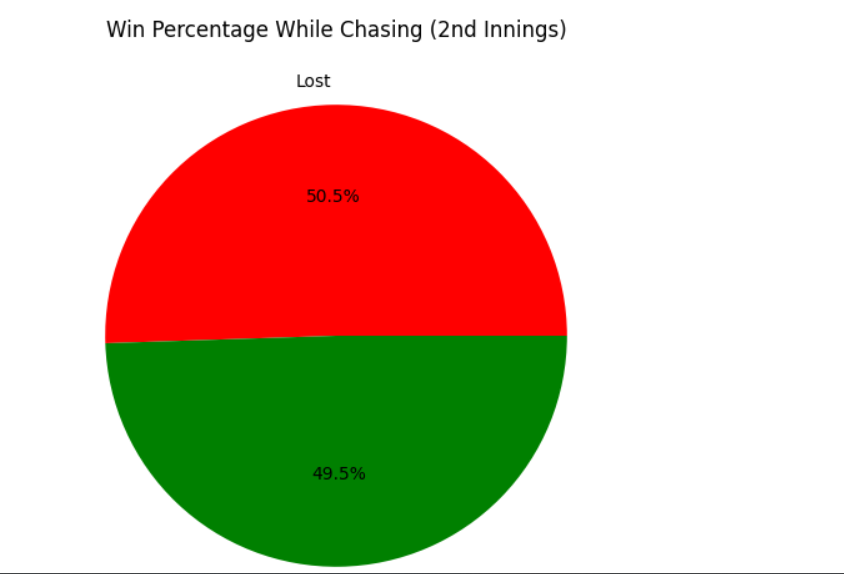 Win Percentage While Chasing (2nd Innings)
Lost
50.5%
49.5%